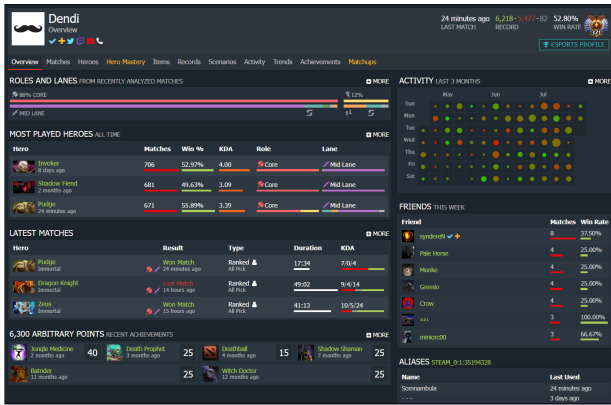 Dendi
Overview
24 minutes ago
LAST MATCH
6,218-5,477-82
RECORD
52.80%
WIN RATE
321
ESPORTS PROFILE
Overview Matches Heroes Hero Mastery Items Records Scenarios Activity Trends Achievements Matchups
ROLES AND LANES FROM RECENTLY ANALYZED MATCHES MORE
88% CORE 12%
MID LANE
MOST PLAYED HEROES ALL TIME MORE
Hero Matches Win % KDA Role Lane
Invoker 706 52.97% 4.00 Core Mid Lane
8 days ago
Shadow Fiend 681 49.63% 3.09 Core Mid Lane
2 months ago
Pudge 671 55.89% 3.39 Core Mid Lane
24 minutes ago
LATEST MATCHES MORE
Hero Result Type Duration KDA
Pudge Won Match Ranked 17:34 7/0/4
Immortal 24 minutes ago All Pick
Dragon Knight Lost Match Ranked 49:02 9/4/14
Immortal 14 hours ago All Pick
Zeus Won Match Ranked 41:13 10/5/24
Immortal 15 hours ago All Pick
6,300 ARBITRARY POINTS RECENT ACHIEVEMENTS MORE
Jungle Medicine 40 Death Prophet 25 Deathball 15 Shadow Shaman 25
2 months ago 3 months ago 4 months ago 7 months ago
Batrider 25 Witch Doctor 25
11 months ago 12 months ago
ACTIVITY LAST 3 MONTHS MORE
May Jun Jul
Sun
Mon
Tue
Wed
Thu
Fri
Sat
FRIENDS THIS WEEK
Friend Matches Win Rate
syndereN 8 37.50%
Pale Horse 4 25.00%
Monke 4 25.00%
Gremlo 4 25.00%
Crow 4 25.00%
3 100.00%
miniorc00 3 66.67%
ALIASES STEAM_0:1:35194328
Name Last Used
Somnambula 24 minutes ago
- - - 3 days ago